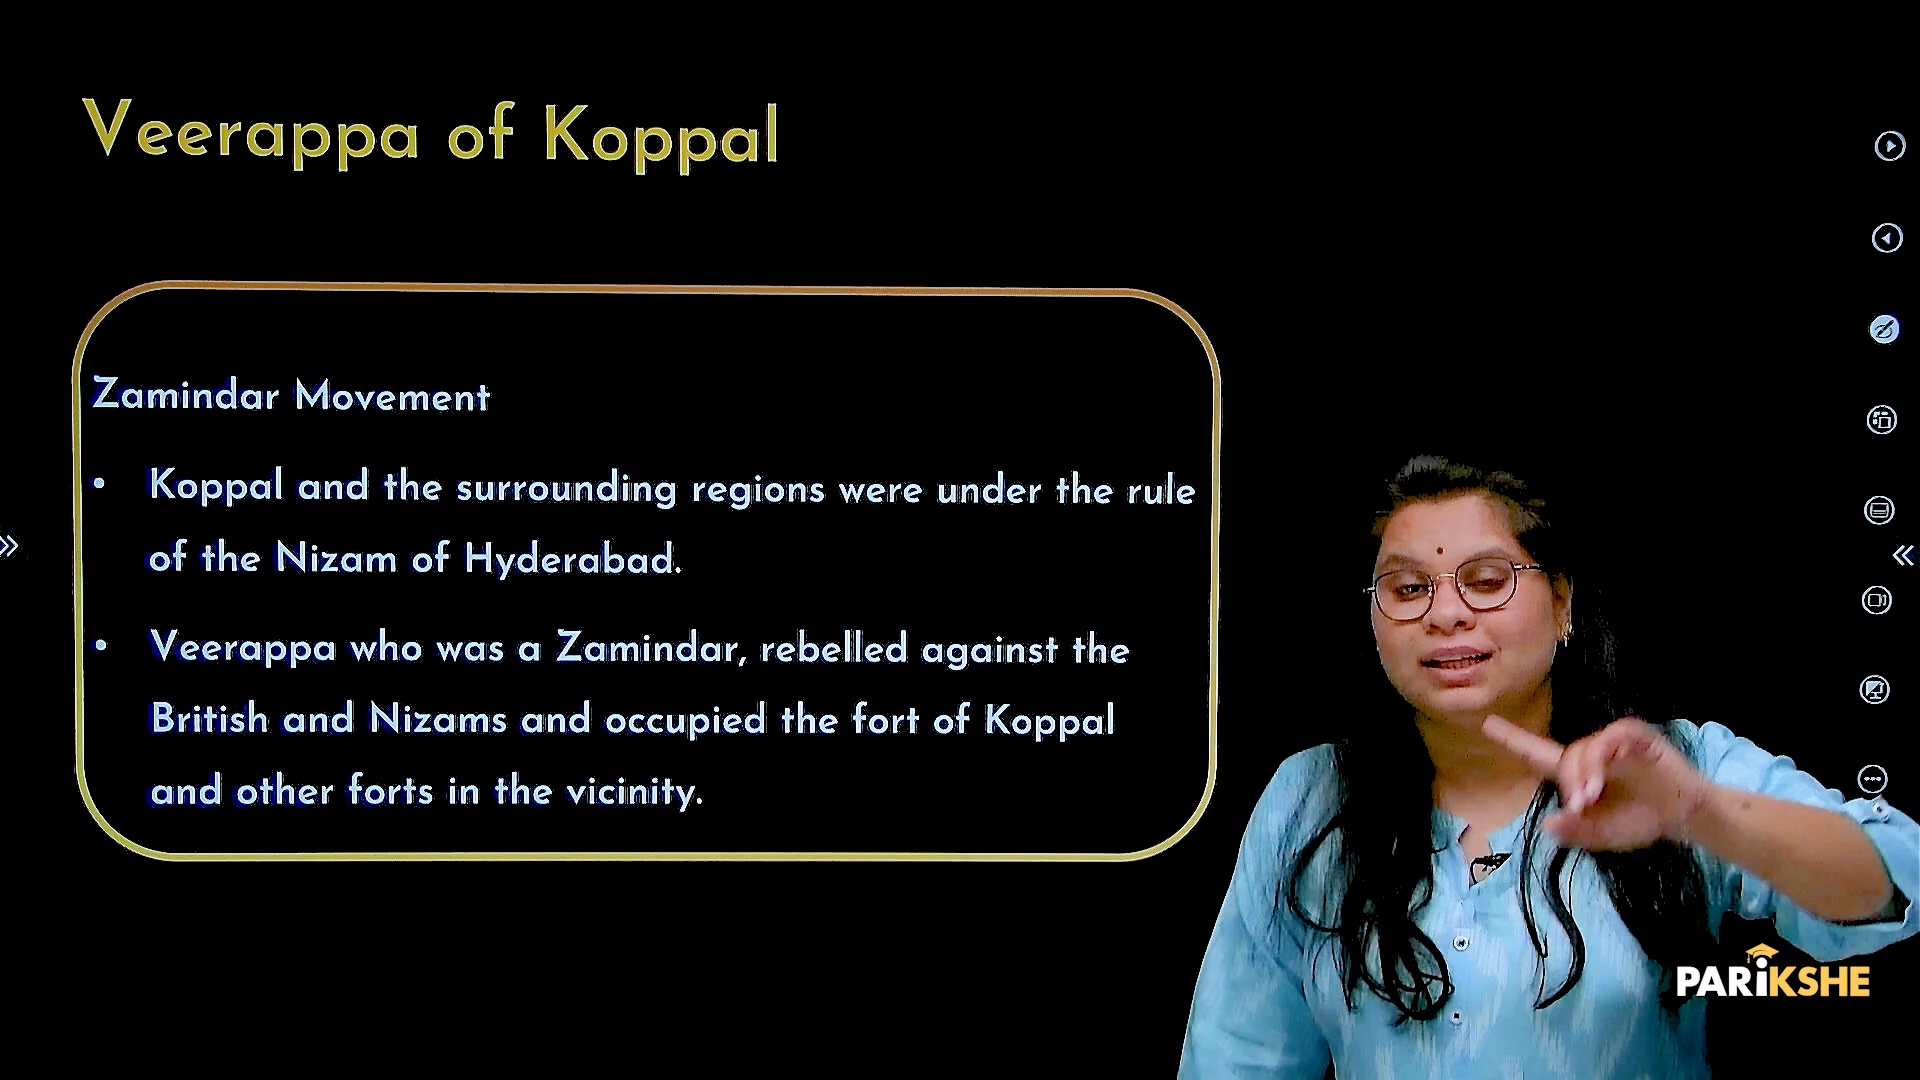 Veerappa of Koppal
Zamindar Movement
• Koppal and the surrounding regions were under the rule
of the Nizam of Hyderabad.
• Veerappa who was a Zamindar, rebelled against the
British and Nizams and occupied the fort of Koppal
and other forts in the vicinity.
PARiKSHE